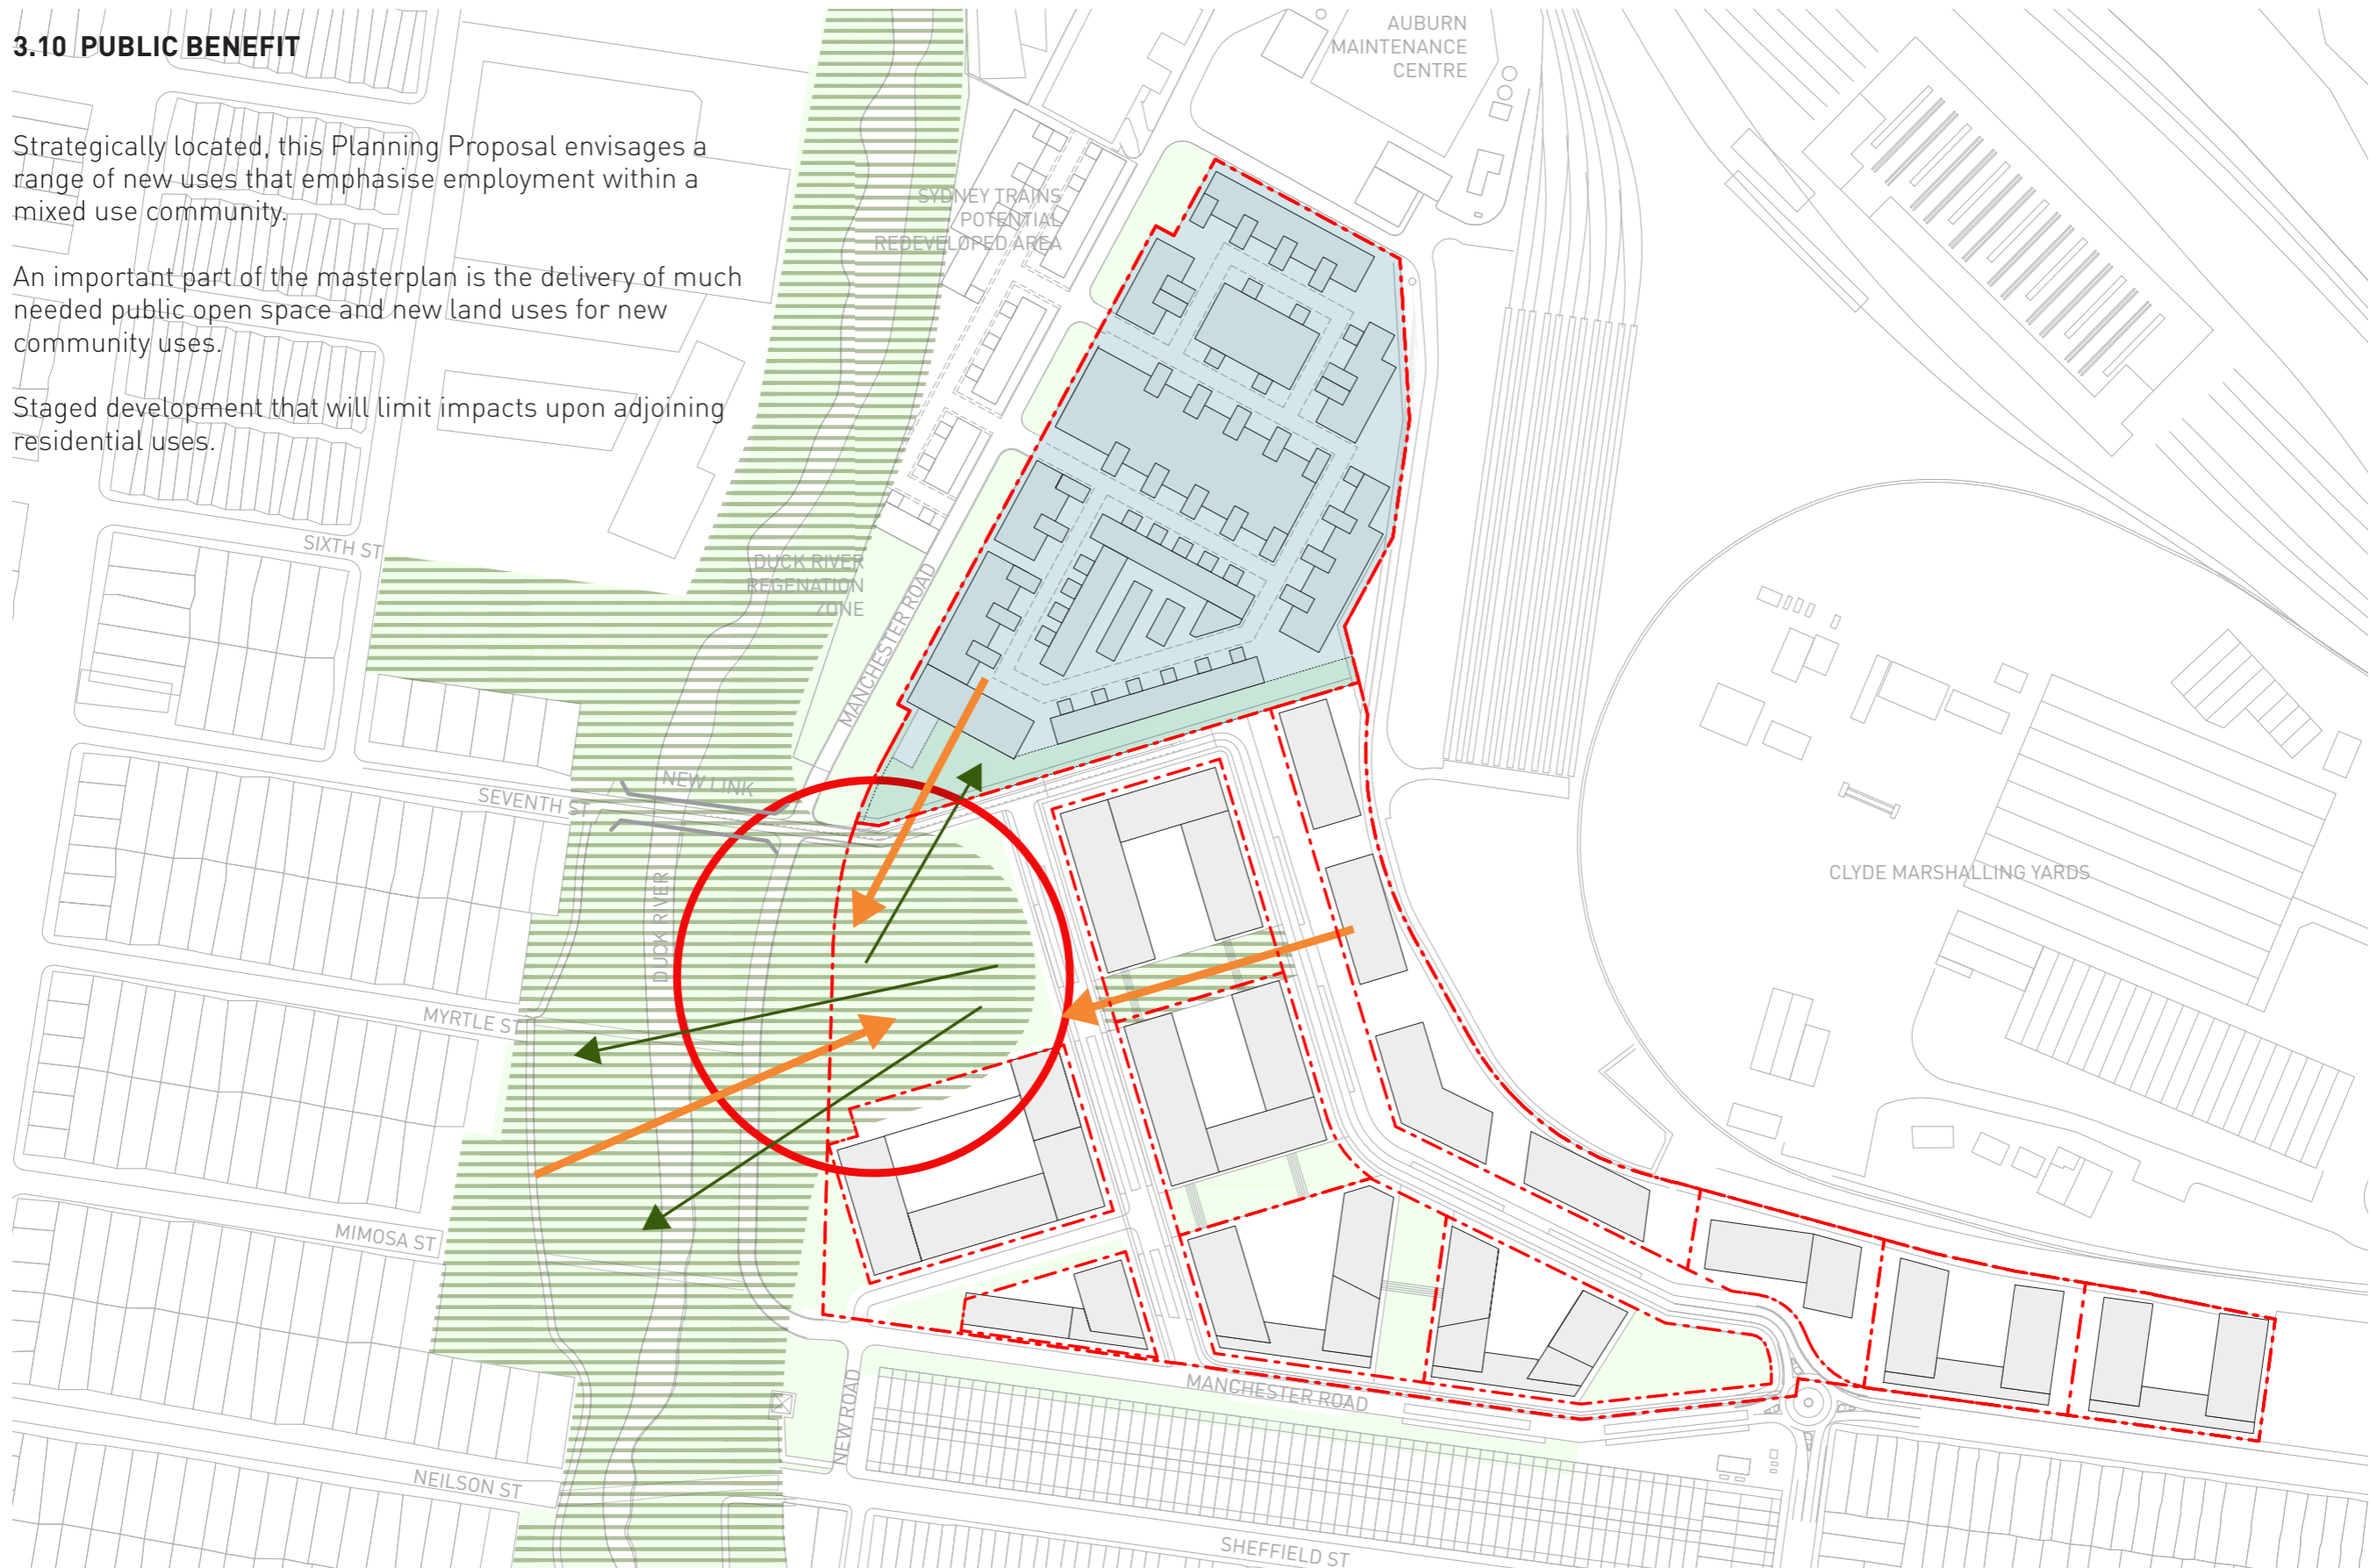 3.10 PUBLIC BENEFIT
Strategically located, this Planning Proposal envisages a
range of new uses that emphasise employment within a
mixed use community.
An important part of the masterplan is the delivery of much
needed public open space and new land uses for new
community uses.
Staged development that will limit impacts upon adjoining
residential uses.
AUBURN
MAINTENANCE
CENTRE
SYDNEY TRAINS
POTENTIAL
REDEVELOPED AREA
SIXTH ST
DUCK RIVER
REGENATION
ZONE
MANCHESTER ROAD
NEW LINK
SEVENTH ST
DUCK RIVER
CLYDE MARSHALLING YARDS
MYRTLE ST
MIMOSA ST
MANCHESTER ROAD
NEW ROAD
NEILSON ST
SHEFFIELD ST